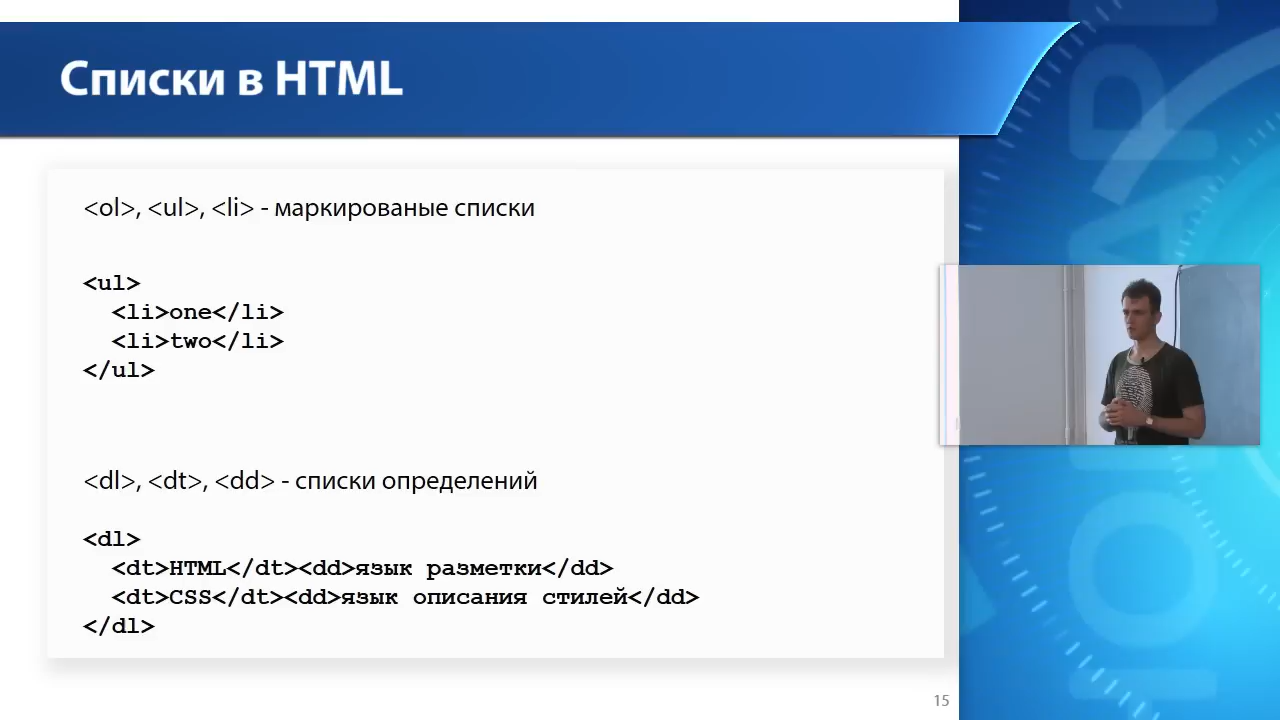 Списки в HTML
<ol>, <ul>, <li> - маркированые списки
<ul>
<li>one</li>
<li>two</li>
</ul>
<dl>, <dt>, <dd> - списки определений
<dl>
<dt>HTML</dt><dd>язык разметки</dd>
<dt>CSS</dt><dd>язык описания стилей</dd>
</dl>
15